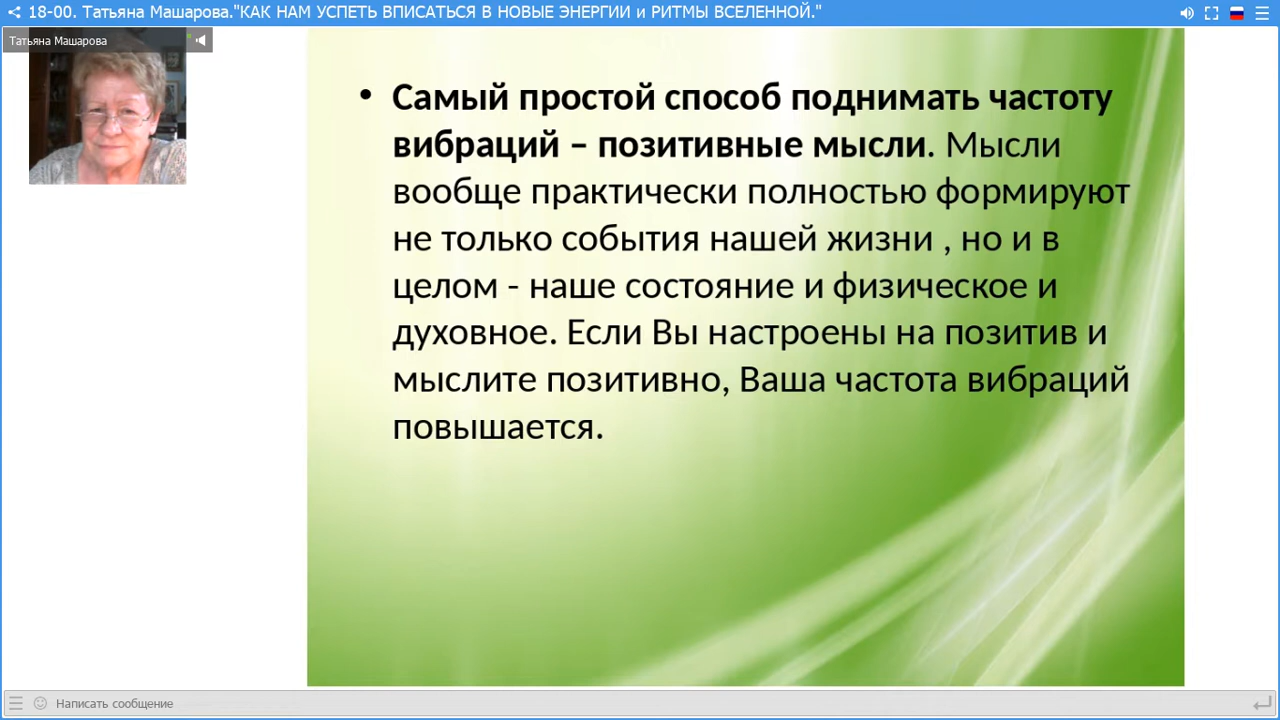 18-00. Татьяна Машарова."КАК НАМ УСПЕТЬ ВПИСАТЬСЯ В НОВЫЕ ЭНЕРГИИ и РИТМЫ ВСЕЛЕННОЙ."
Татьяна Машарова
• Самый простой способ поднимать частоту
вибраций – позитивные мысли. Мысли
вообще практически полностью формируют
не только события нашей жизни , но и в
целом - наше состояние и физическое и
духовное. Если Вы настроены на позитив и
мыслите позитивно, Ваша частота вибраций
повышается.
Написать сообщение